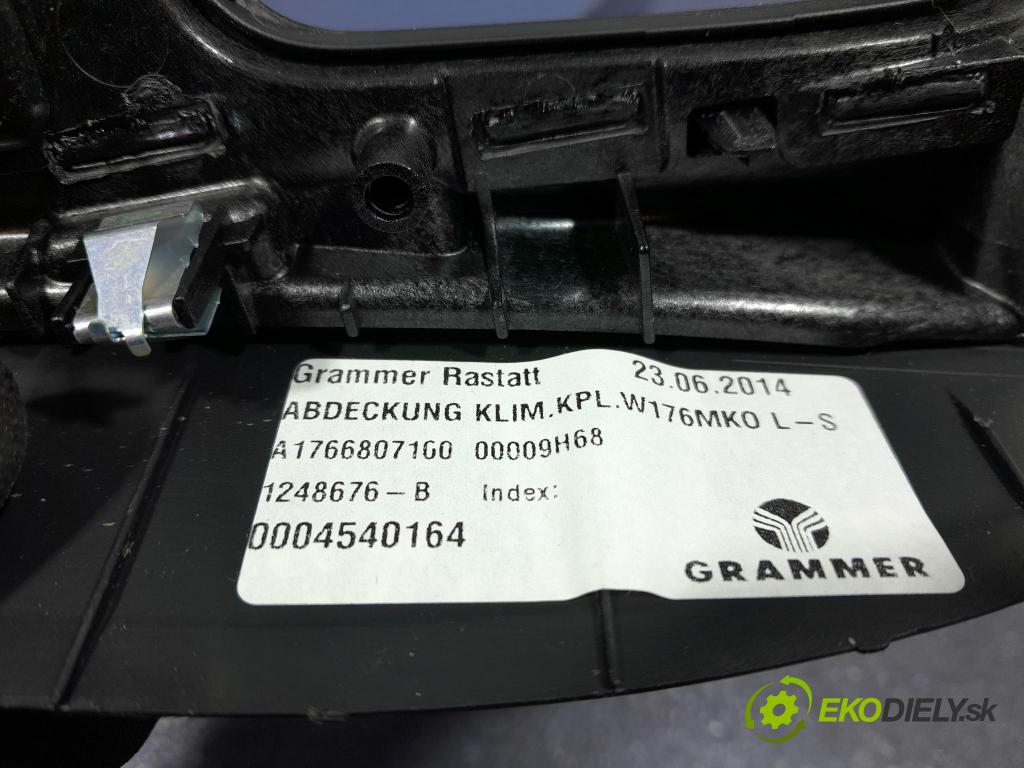 Grammer Rastatt 23.06.2014
ABDECKUNG KLIM.KPL.W176MKO L-S
A1766807100 00009H68
1248676-B Index:
0004540164
GRAMMER
EKODIELY.sk